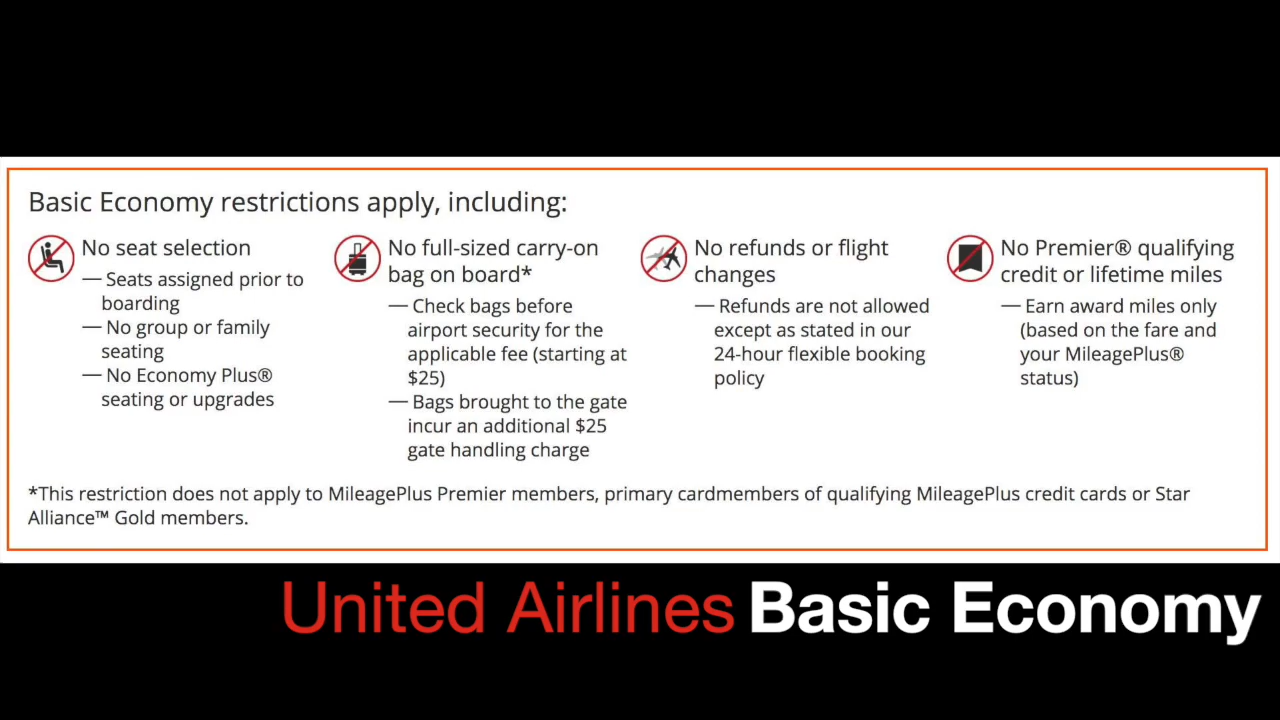 Basic Economy restrictions apply, including:
No seat selection
— Seats assigned prior to
boarding
— No group or family
seating
— No Economy Plus®
seating or upgrades
No full-sized carry-on
bag on board*
— Check bags before
airport security for the
applicable fee (starting at
$25)
— Bags brought to the gate
incur an additional $25
gate handling charge
No refunds or flight
changes
— Refunds are not allowed
except as stated in our
24-hour flexible booking
policy
No Premier® qualifying
credit or lifetime miles
— Earn award miles only
(based on the fare and
your MileagePlus®
status)
*This restriction does not apply to MileagePlus Premier members, primary cardmembers of qualifying MileagePlus credit cards or Star
Alliance™ Gold members.
United Airlines Basic Economy